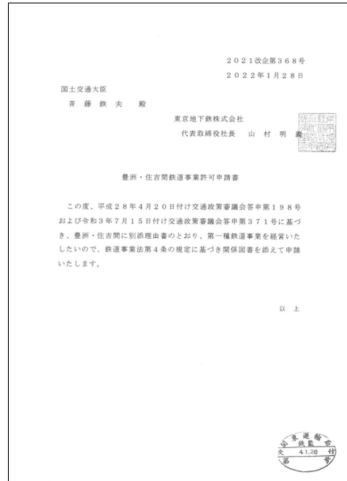 2021改企第368号
2022年1月28日
国土交通大臣
斉藤 鉄夫 殿
東京地下鉄株式会社
代表取締役社長 山村 明義
豊洲・住吉間鉄道事業許可申請書
この度、平成28年4月20日付け交通政策審議会答申第198号
および令和3年7月15日付け交通政策審議会答申第371号に基づ
き、豊洲・住吉間に別添理由書のとおり、第一種鉄道事業を経営いた
したいので、鉄道事業法第4条の規定に基づき関係図書を添えて申請
いたします。
以上
4.1.28